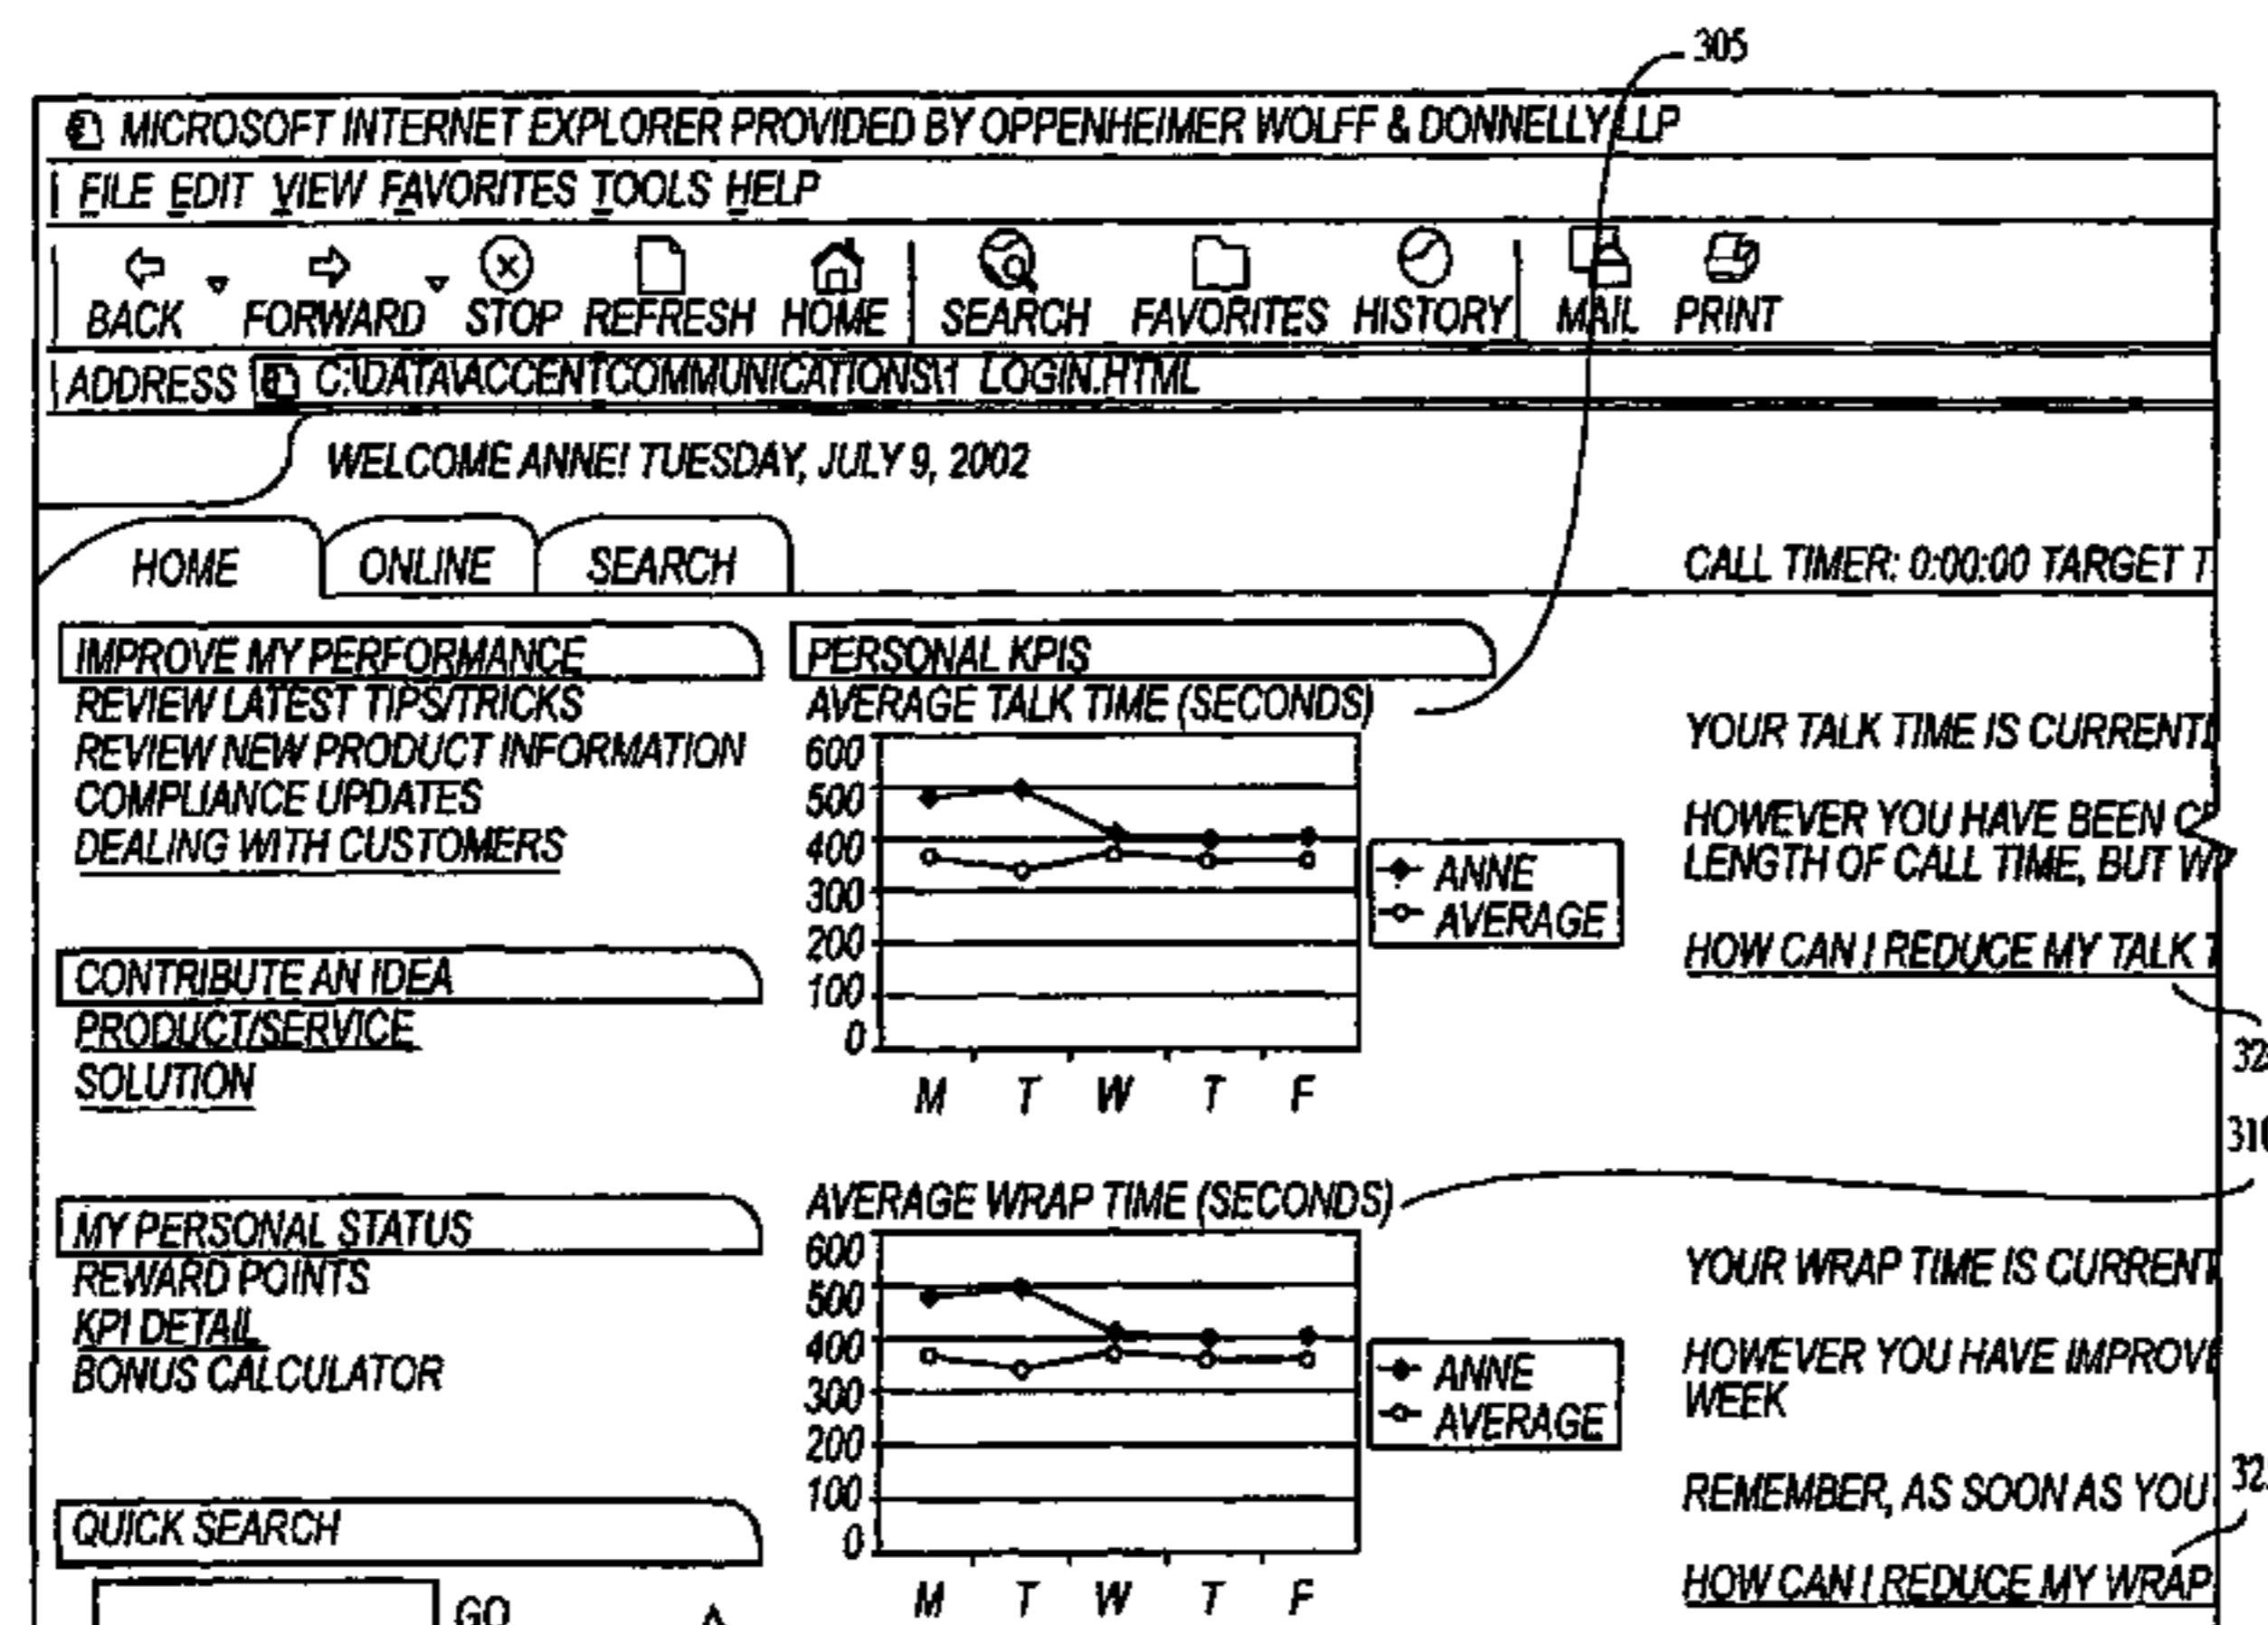 305
MICROSOFT INTERNET EXPLORER PROVIDED BY OPPENHEIMER WOLFF & DONNELLY LLP
FILE EDIT VIEW FAVORITES TOOLS HELP
BACK FORWARD STOP REFRESH HOME SEARCH FAVORITES HISTORY MAIL PRINT
ADDRESS C:\DATA\ACCENTCOMMUNICATIONS\1 LOGIN.HTML
WELCOME ANNE! TUESDAY, JULY 9, 2002
HOME ONLINE SEARCH
CALL TIMER: 0:00:00 TARGET T
IMPROVE MY PERFORMANCE
REVIEW LATEST TIPS/TRICKS
REVIEW NEW PRODUCT INFORMATION
COMPLIANCE UPDATES
DEALING WITH CUSTOMERS
CONTRIBUTE AN IDEA
PRODUCT/SERVICE
SOLUTION
MY PERSONAL STATUS
REWARD POINTS
KPI DETAIL
BONUS CALCULATOR
QUICK SEARCH
GO
PERSONAL KPIS
AVERAGE TALK TIME (SECONDS)
600
500
400
300
200
100
0
M T W T F
ANNE
AVERAGE
AVERAGE WRAP TIME (SECONDS)
600
500
400
300
200
100
0
M T W T F
ANNE
AVERAGE
YOUR TALK TIME IS
HOWEVER YOU HAVE BEEN
LENGTH OF CALL TIME, BUT
HOW CAN I REDUCE MY TALK T
32
310
YOUR WRAP TIME IS CURRENT
HOWEVER YOU HAVE IMPROVE
WEEK
REMEMBER, AS SOON AS YOU
32
HOW CAN I REDUCE MY WRAP